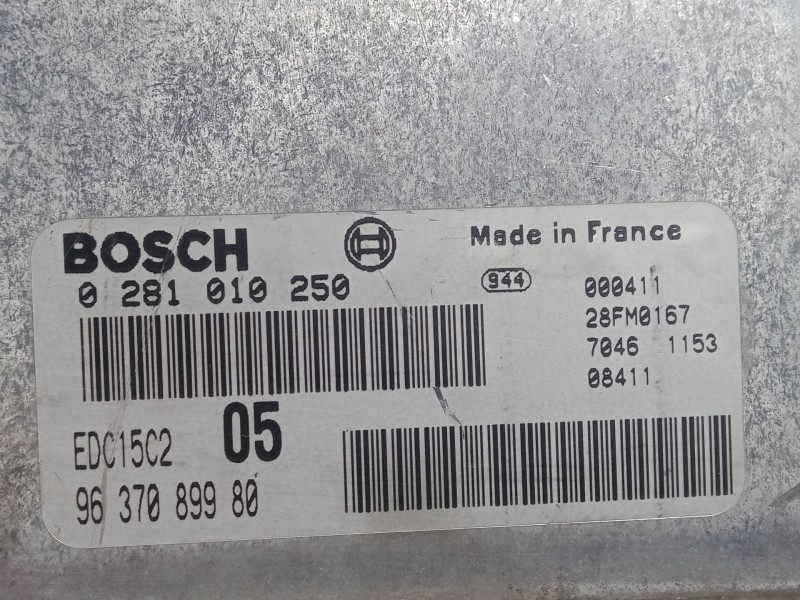 BOSCH
Made in France
0 281 010 250
944
000411
28FM0167
7046 1153
08411
EDC15C2 05
96 370 899 80